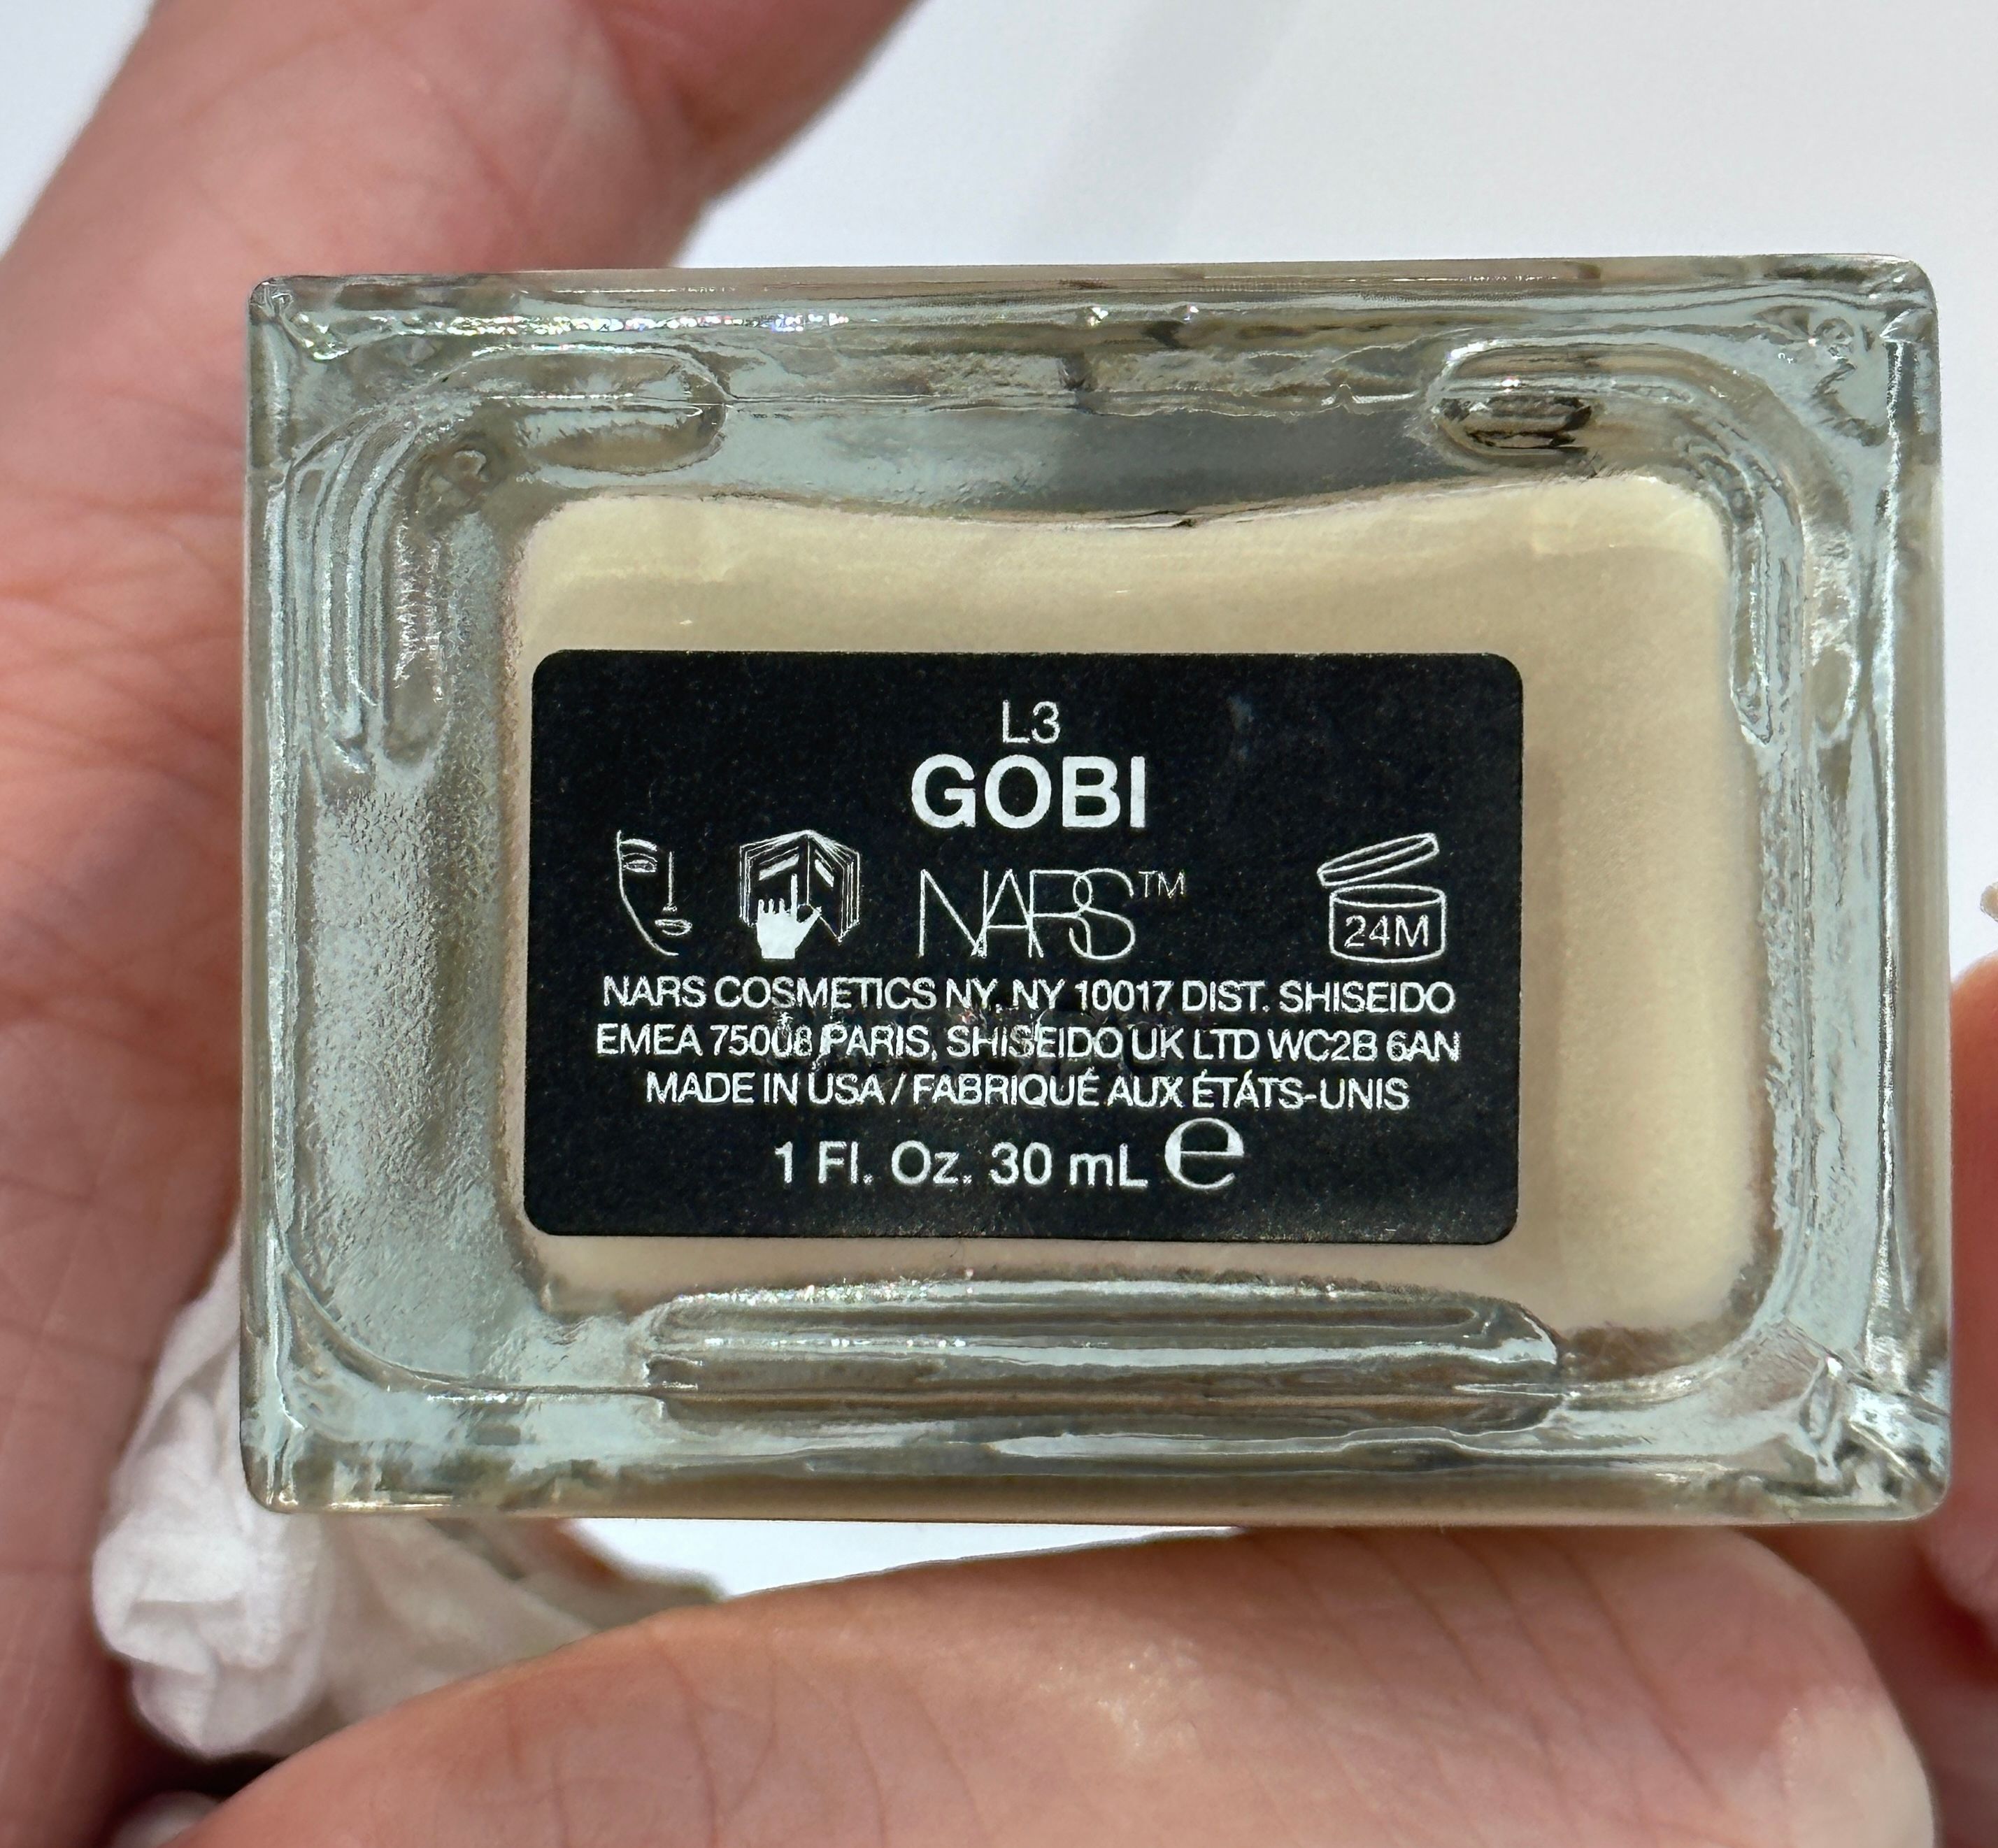 L3
GOBI
NARS™
24M
NARS COSMETICS NY, NY 10017 DIST. SHISEIDO
EMEA 75008 PARIS, SHISEIDO UK LTD WC2B 6AN
MADE IN USA / FABRIQUÉ AUX ÉTÁTS-UNIS
1 Fl. Oz. 30 mL ℮